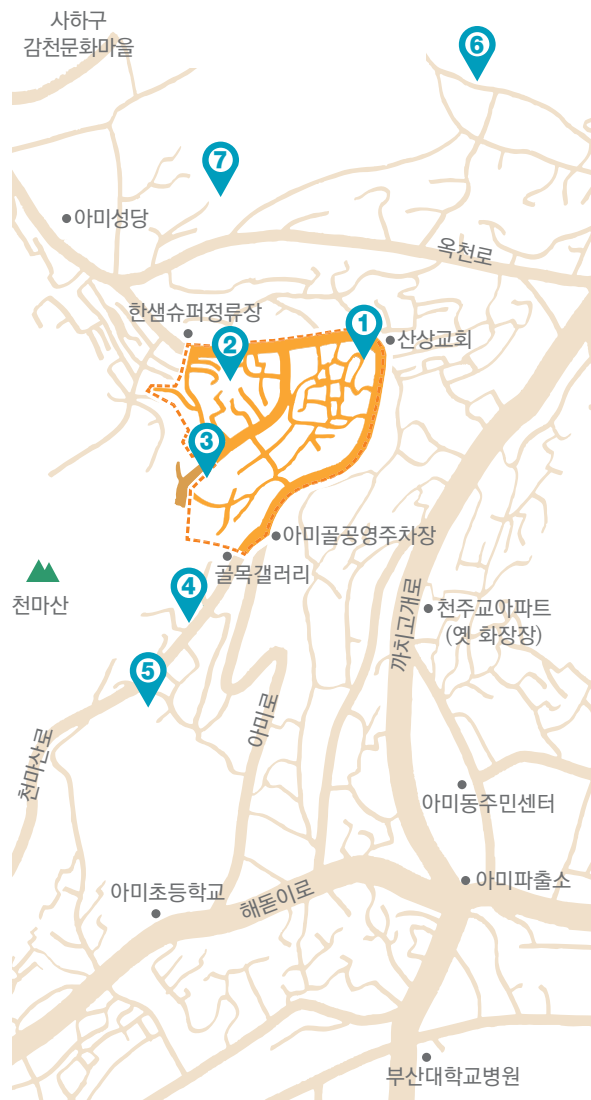 사하구
감천문화마을
6
7
아미성당
옥천로
한샘슈퍼정류장
1
산상교회
2
3
아미골공영주차장
골목갤러리
천마산
4
천주교아파트
(옛 화장장)
까치고개로
5
아미로
천마산로
아미동주민센터
아미파출소
아미초등학교
해돋이로
부산대학교병원